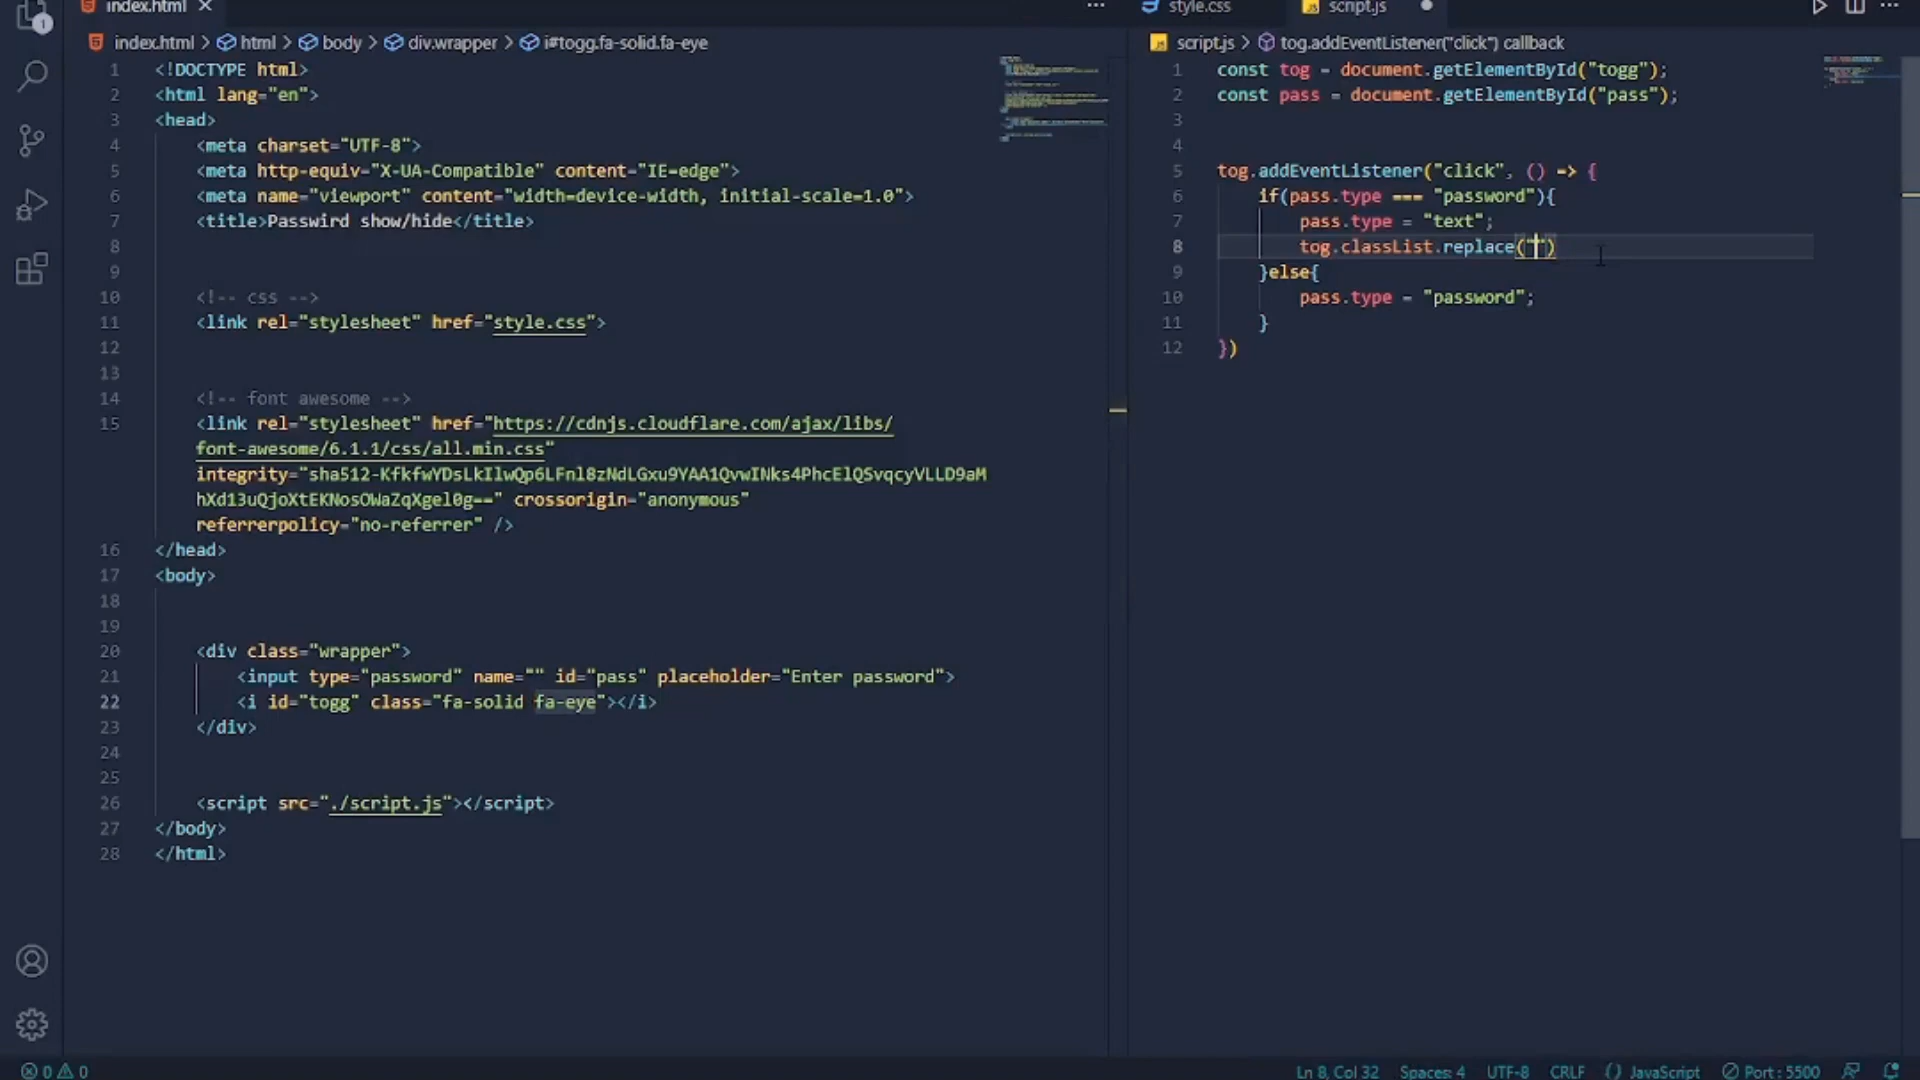 1
index.html
style.css
script.js
index.html > html > body > div.wrapper > i#togg.fa-solid.fa-eye
script.js > tog.addEventListener("click") callback
1 <!DOCTYPE html>
2 <html lang="en">
3 <head>
4 <meta charset="UTF-8">
5 <meta http-equiv="X-UA-Compatible" content="IE=edge">
6 <meta name="viewport" content="width=device-width, initial-scale=1.0">
7 <title>Passwird show/hide</title>
8
9
10 <!-- css -->
11 <link rel="stylesheet" href="style.css">
12
13
14 <!-- font awesome -->
15 <link rel="stylesheet" href="https://cdnjs.cloudflare.com/ajax/libs/
font-awesome/6.1.1/css/all.min.css"
integrity="sha512-KfkfwYDsLkIlwQp6LFnl8zNdLGxu9YAA1QvwINks4PhcElQSvqcyVLLD9aM
hXd13uQjoXtEKNosOWaZqXgel0g==" crossorigin="anonymous"
referrerpolicy="no-referrer" />
16 </head>
17 <body>
18
19
20 <div class="wrapper">
21 <input type="password" name="" id="pass" placeholder="Enter password">
22 <i id="togg" class="fa-solid fa-eye"></i>
23 </div>
24
25
26 <script src="./script.js"></script>
27 </body>
28 </html>
1 const tog = document.getElementById("togg");
2 const pass = document.getElementById("pass");
3
4
5 tog.addEventListener("click", () => {
6 if(pass.type === "password"){
7 pass.type = "text";
8 tog.classList.replace("")
9 }else{
10 pass.type = "password";
11 }
12 })
0 0
Ln 8, Col 32 Spaces: 4 UTF-8 CRLF JavaScript Port : 5500